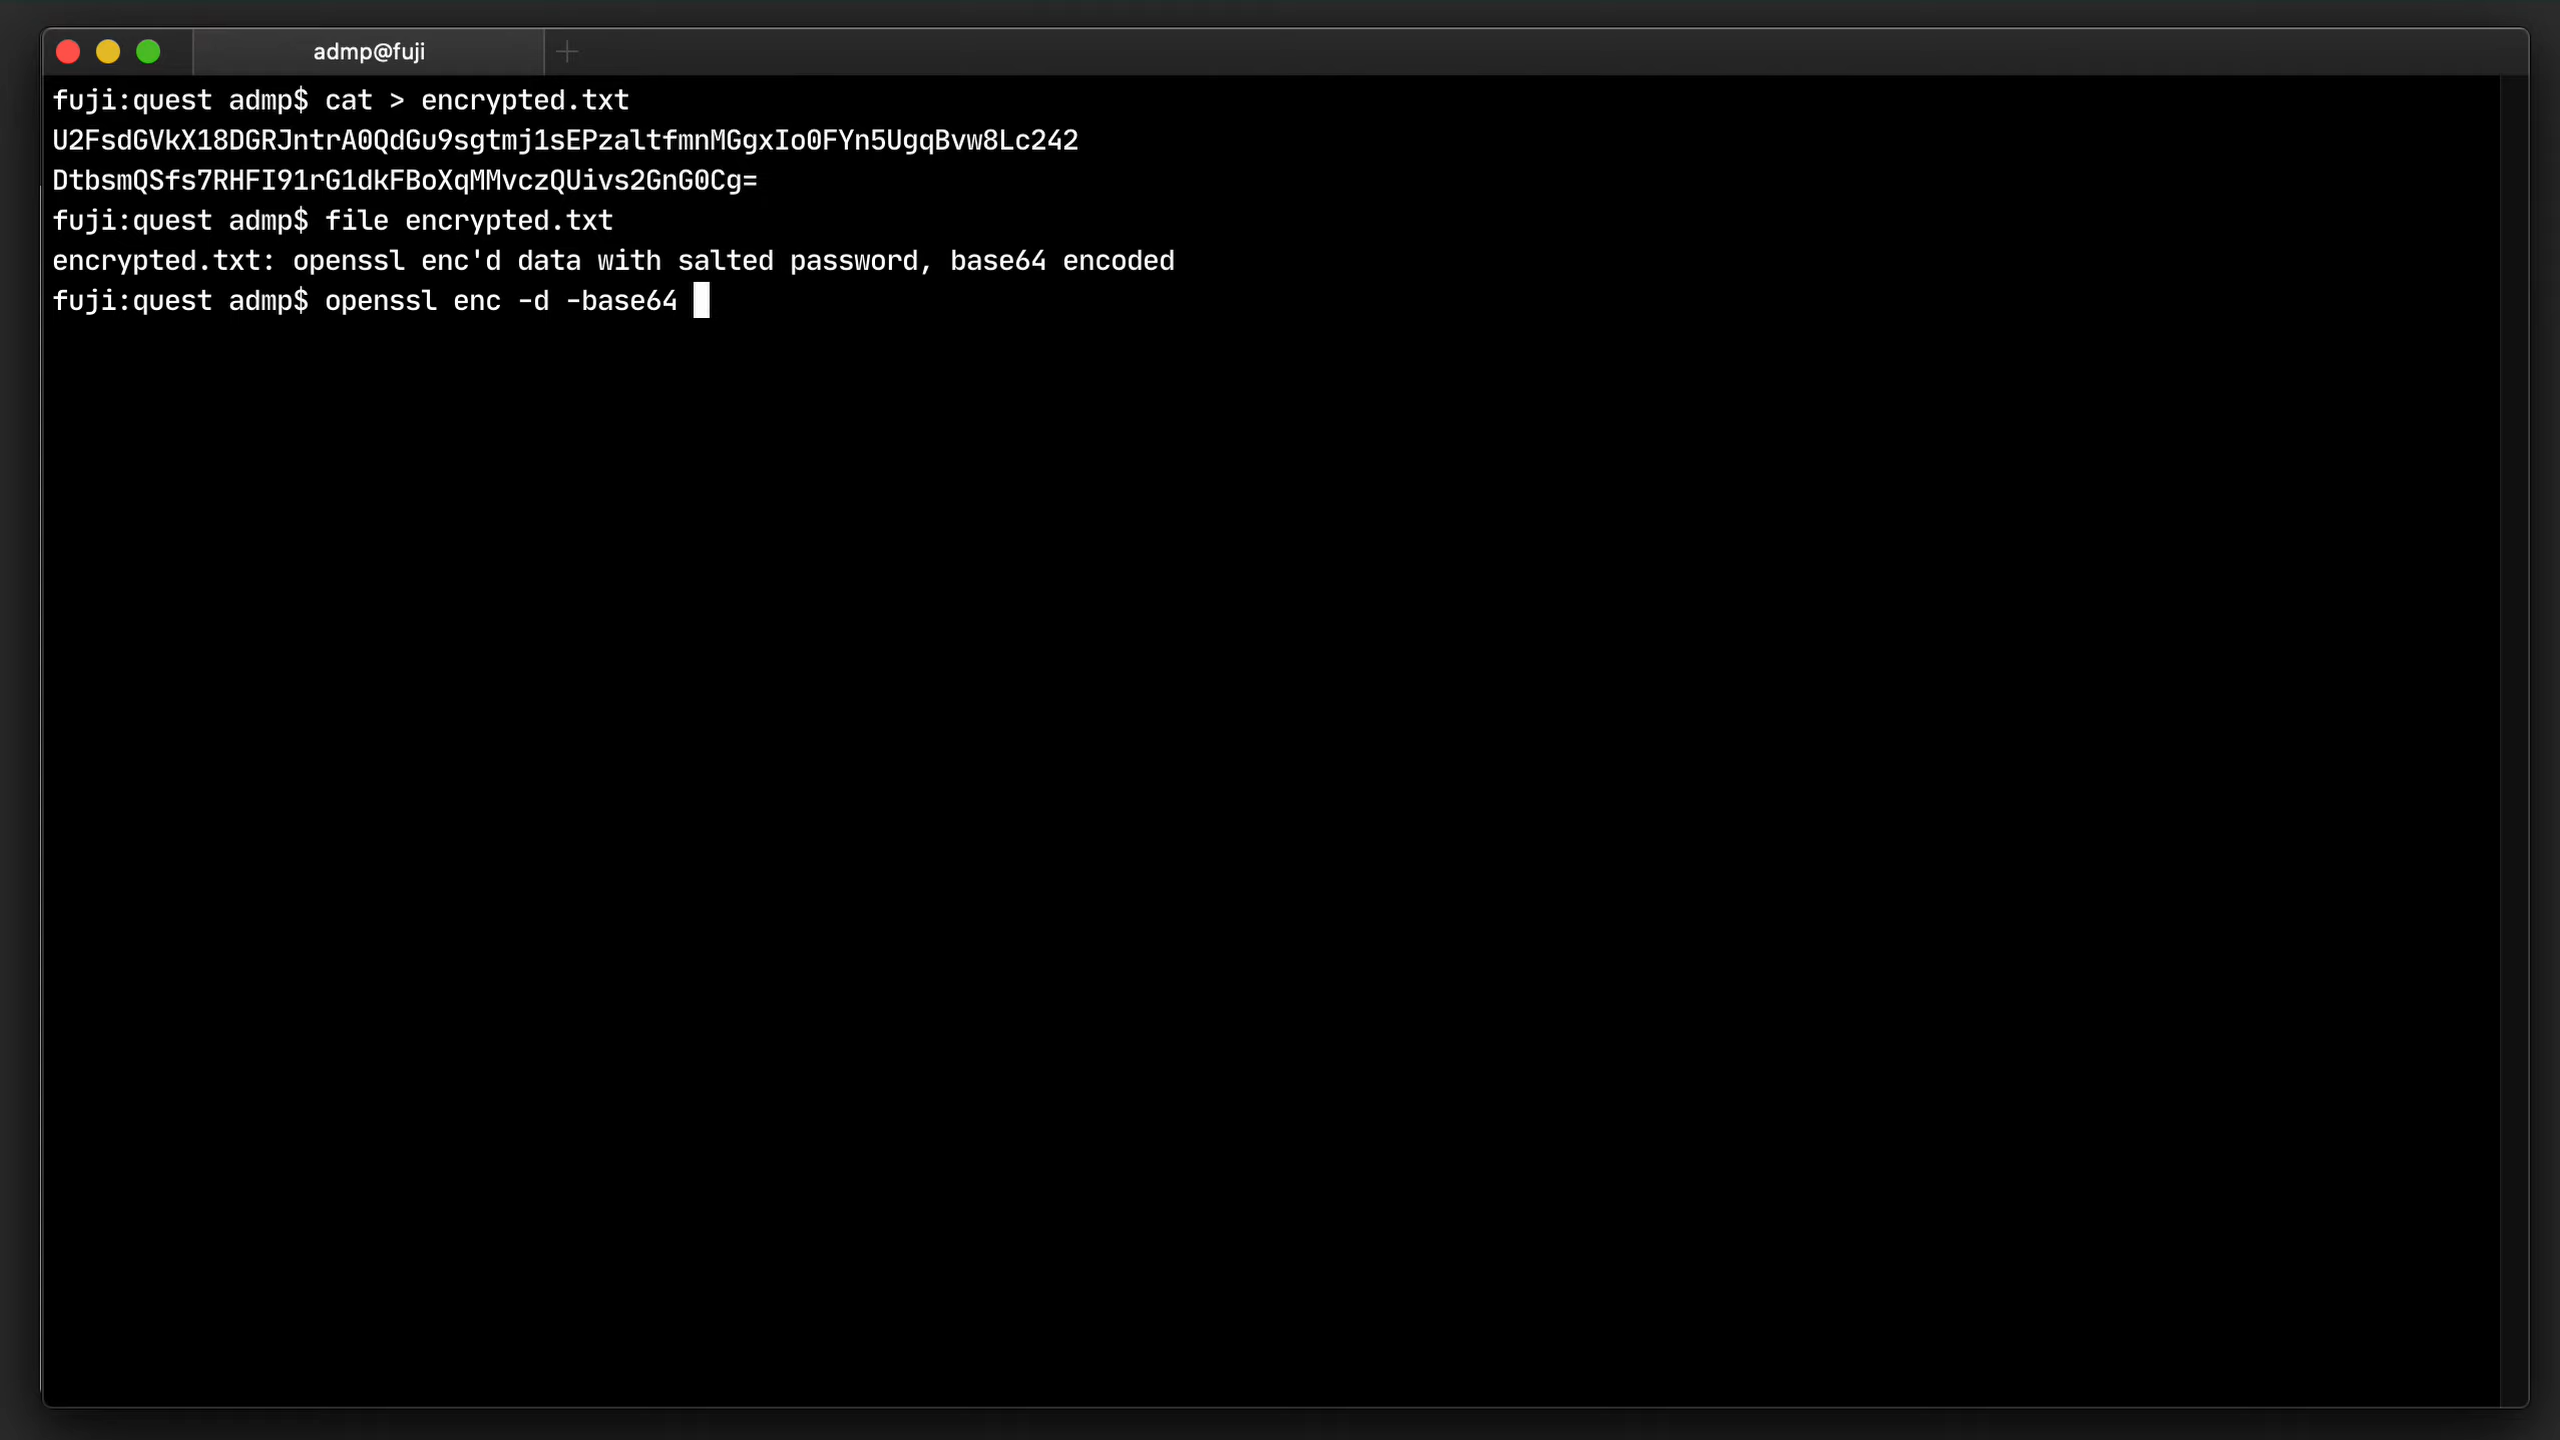 admp@fuji
fuji:quest admp$ cat > encrypted.txt
U2FsdGVkX18DGRJntrA0QdGu9sgtmj1sEPzaltfmnMGgxIo0FYn5UgqBvw8Lc242
DtbsmQSfs7RHFI91rG1dkFBoXqMMvczQUivs2GnG0Cg=
fuji:quest admp$ file encrypted.txt
encrypted.txt: openssl enc'd data with salted password, base64 encoded
fuji:quest admp$ openssl enc -d -base64